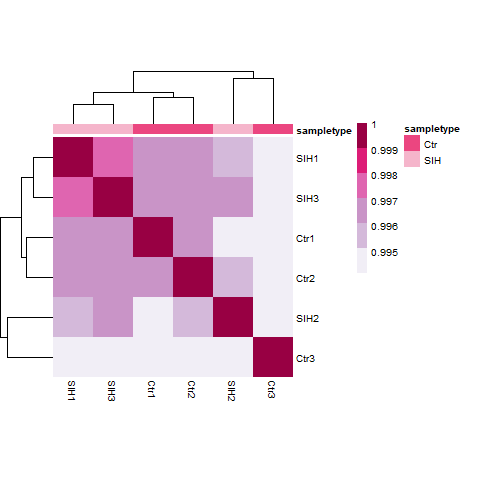 sampletype
1
0.999
0.998
0.997
0.996
0.995
sampletype
Ctr
SIH
SIH1
SIH3
Ctr1
Ctr2
SIH2
Ctr3
SIH1
SIH3
Ctr1
Ctr2
SIH2
Ctr3